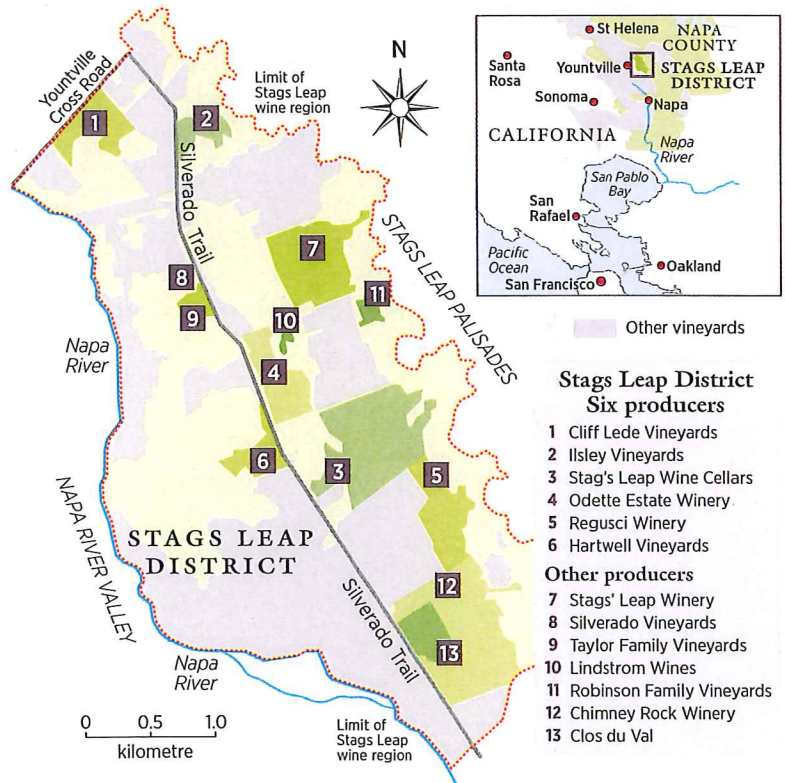 Yountville
Cross Road
1
2
Limit of
Stags Leap
wine region
N
Silverado Trail
7
8
9
10
11
4
STAGS LEAP PALISADES
Napa
River
6
3
5
NAPA RIVER VALLEY
STAGS LEAP
DISTRICT
12
13
Silverado Trail
Napa
River
Limit of
Stags Leap
wine region
0 0.5 1.0
kilometre
St Helena
NAPA
COUNTY
Santa
Rosa
Yountville
STAGS LEAP
DISTRICT
Sonoma
Napa
CALIFORNIA
Napa
River
San Pablo
Bay
San
Rafael
Pacific
Ocean
Oakland
San Francisco
Other vineyards
Stags Leap District
Six producers
1 Cliff Lede Vineyards
2 Ilsley Vineyards
3 Stag's Leap Wine Cellars
4 Odette Estate Winery
5 Regusci Winery
6 Hartwell Vineyards
Other producers
7 Stags' Leap Winery
8 Silverado Vineyards
9 Taylor Family Vineyards
10 Lindstrom Wines
11 Robinson Family Vineyards
12 Chimney Rock Winery
13 Clos du Val